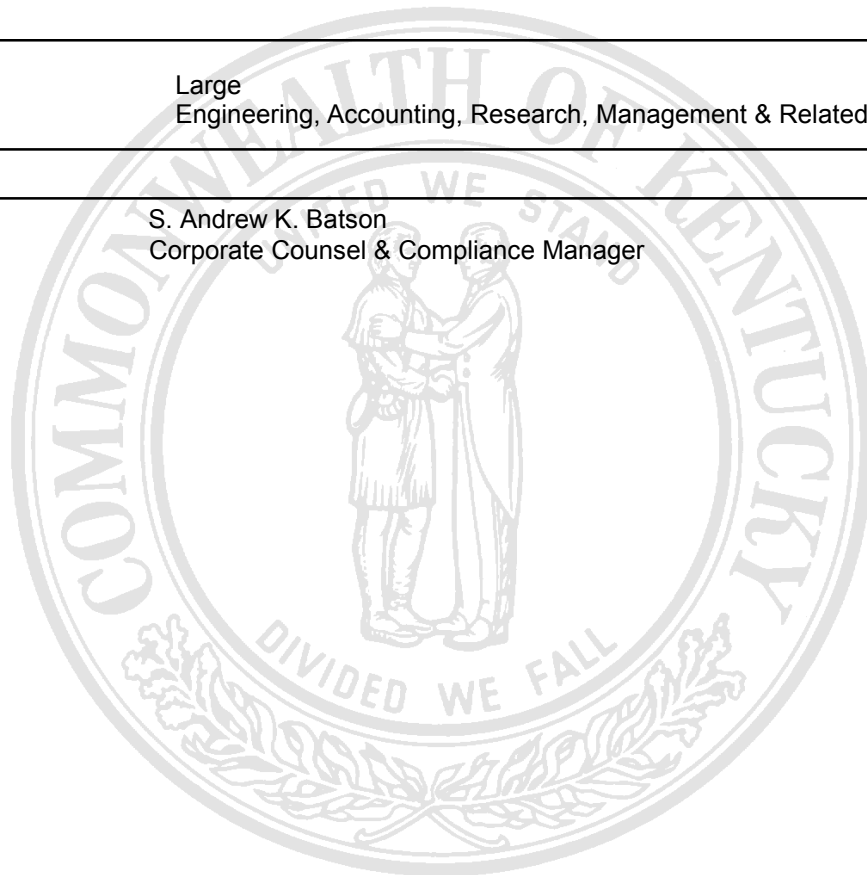 Large
Engineering, Accounting, Research, Management & Related
S. Andrew K. Batson
Corporate Counsel & Compliance Manager
COMMONWEALTH OF KENTUCKY
UNITED WE STAND
DIVIDED WE FALL